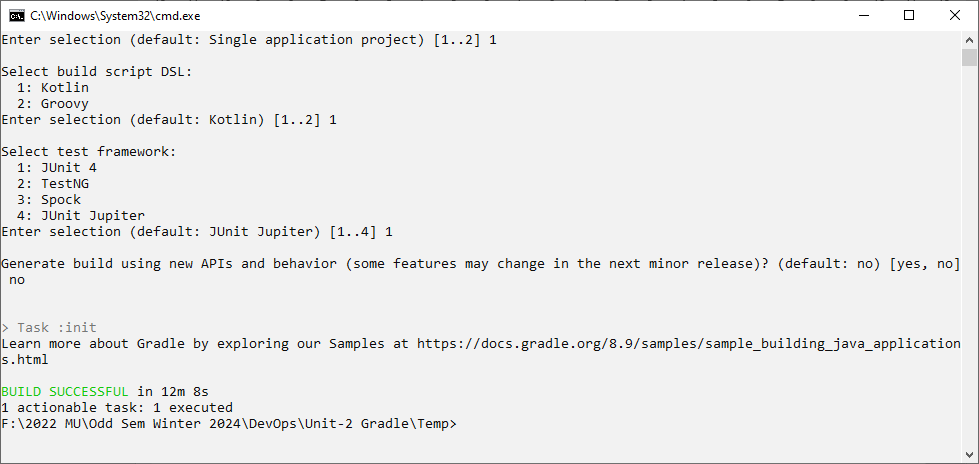 C:\Windows\System32\cmd.exe
Enter selection (default: Single application project) [1..2] 1
Select build script DSL:
1: Kotlin
2: Groovy
Enter selection (default: Kotlin) [1..2] 1
Select test framework:
1: JUnit 4
2: TestNG
3: Spock
4: JUnit Jupiter
Enter selection (default: JUnit Jupiter) [1..4] 1
Generate build using new APIs and behavior (some features may change in the next minor release)? (default: no) [yes, no]
no
> Task :init
Learn more about Gradle by exploring our Samples at https://docs.gradle.org/8.9/samples/sample_building_java_application
s.html
BUILD SUCCESSFUL in 12m 8s
1 actionable task: 1 executed
F:\2022 MU\Odd Sem Winter 2024\DevOps\Unit-2 Gradle\Temp>